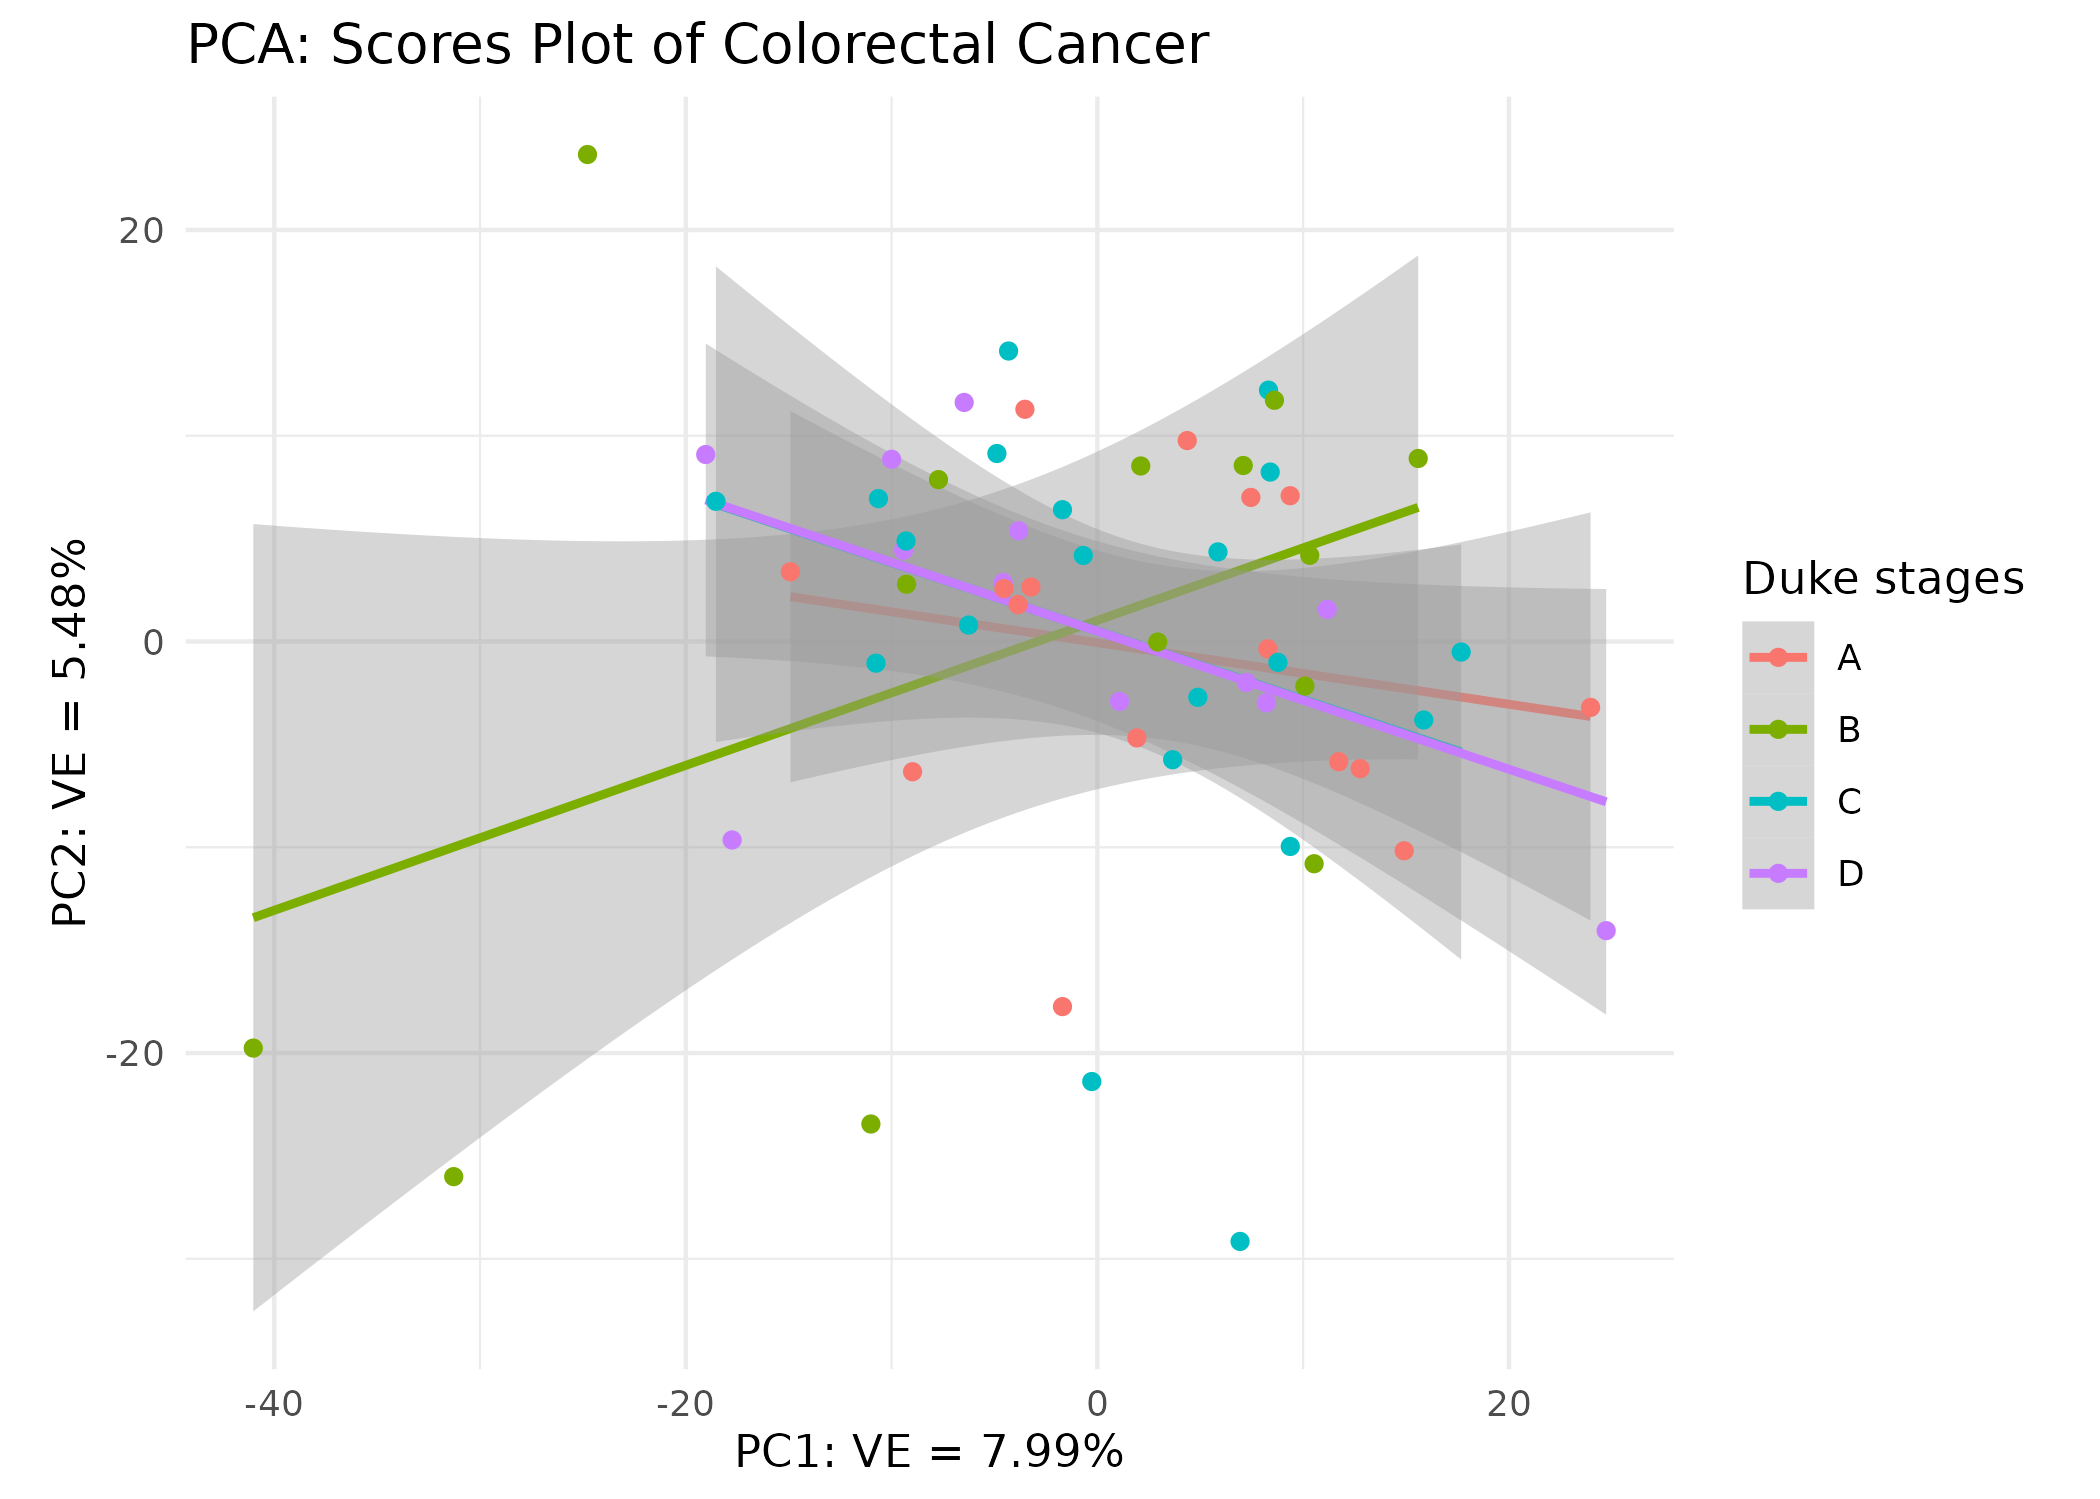 PCA: Scores Plot of Colorectal Cancer
PC2: VE = 5.48%
20
0
-20
-40
-20
0
20
PC1: VE = 7.99%
Duke stages
A
B
C
D